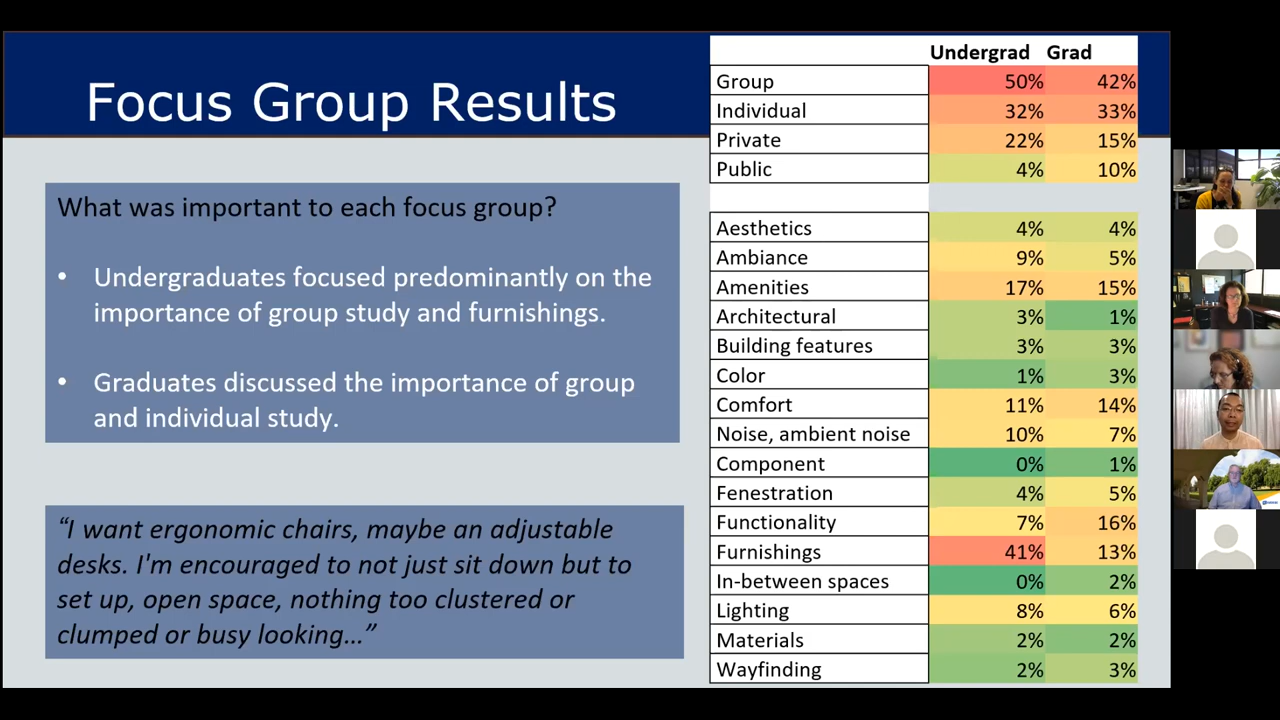 Focus Group Results
What was important to each focus group?
• Undergraduates focused predominantly on the
importance of group study and furnishings.
• Graduates discussed the importance of group
and individual study.
“I want ergonomic chairs, maybe an adjustable
desks. I'm encouraged to not just sit down but to
set up, open space, nothing too clustered or
clumped or busy looking…”
Undergrad Grad
Group 50% 42%
Individual 32% 33%
Private 22% 15%
Public 4% 10%
Aesthetics 4% 4%
Ambiance 9% 5%
Amenities 17% 15%
Architectural 3% 1%
Building features 3% 3%
Color 1% 3%
Comfort 11% 14%
Noise, ambient noise 10% 7%
Component 0% 1%
Fenestration 4% 5%
Functionality 7% 16%
Furnishings 41% 13%
In-between spaces 0% 2%
Lighting 8% 6%
Materials 2% 2%
Wayfinding 2% 3%